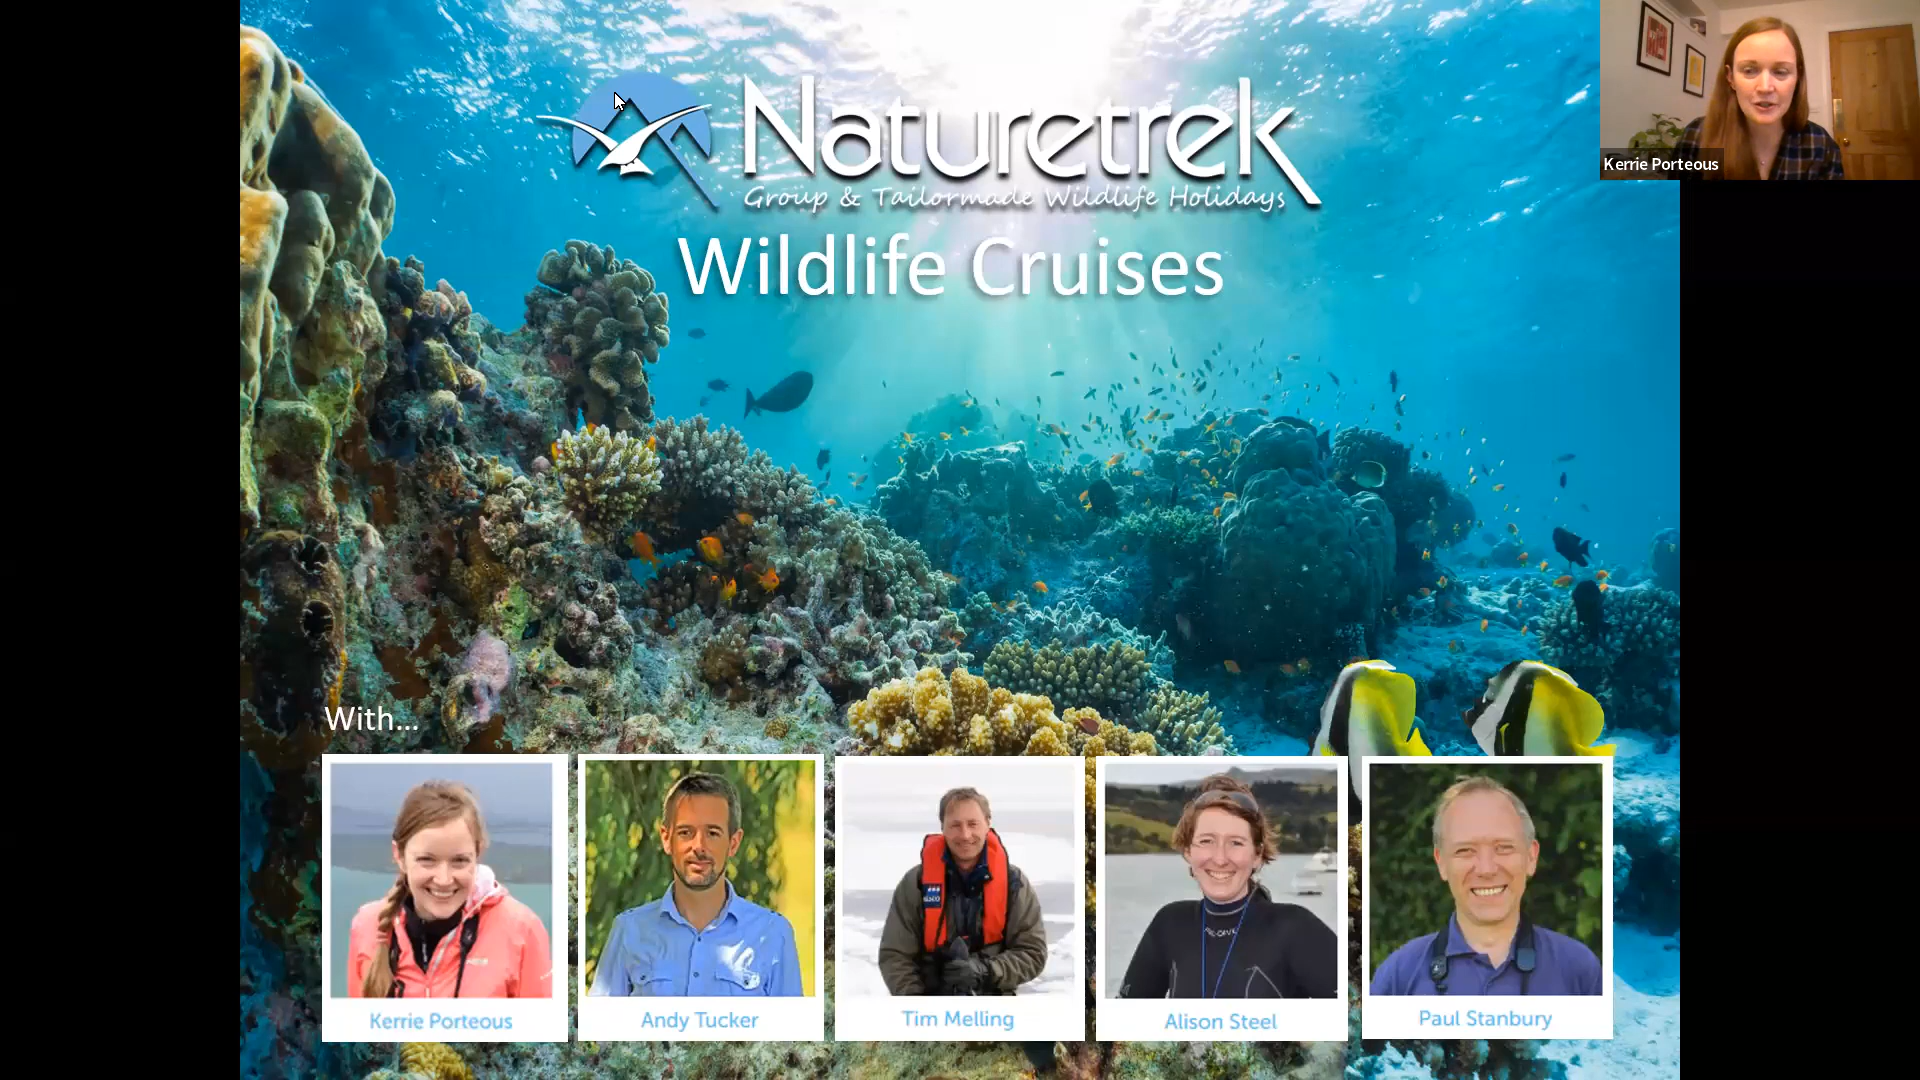 Naturetrek
Group & Tailormade Wildlife Holidays
Wildlife Cruises
Kerrie Porteous
With...
Kerrie Porteous
Andy Tucker
Tim Melling
Alison Steel
Paul Stanbury